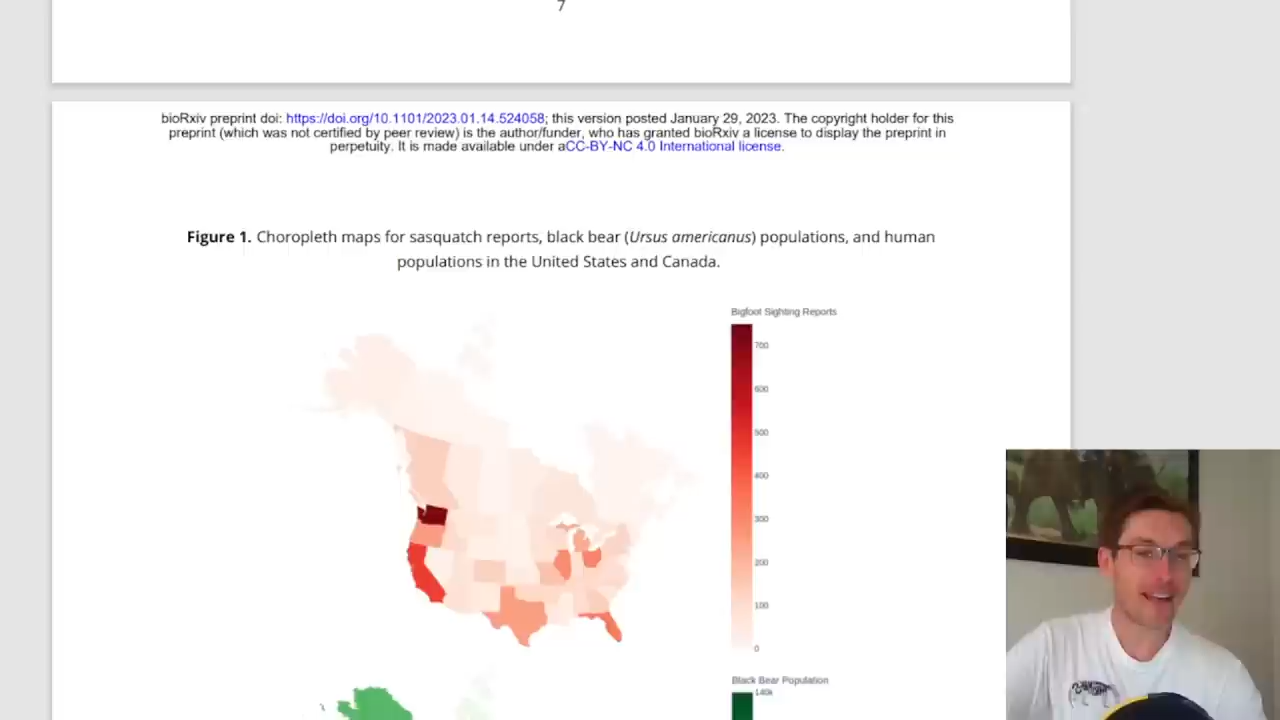 7
bioRxiv preprint doi: https://doi.org/10.1101/2023.01.14.524058; this version posted January 29, 2023. The copyright holder for this
preprint (which was not certified by peer review) is the author/funder, who has granted bioRxiv a license to display the preprint in
perpetuity. It is made available under aCC-BY-NC 4.0 International license.
Figure 1. Choropleth maps for sasquatch reports, black bear (Ursus americanus) populations, and human
populations in the United States and Canada.
Bigfoot Sighting Reports
700
600
500
400
300
200
100
0
Black Bear Population
140k